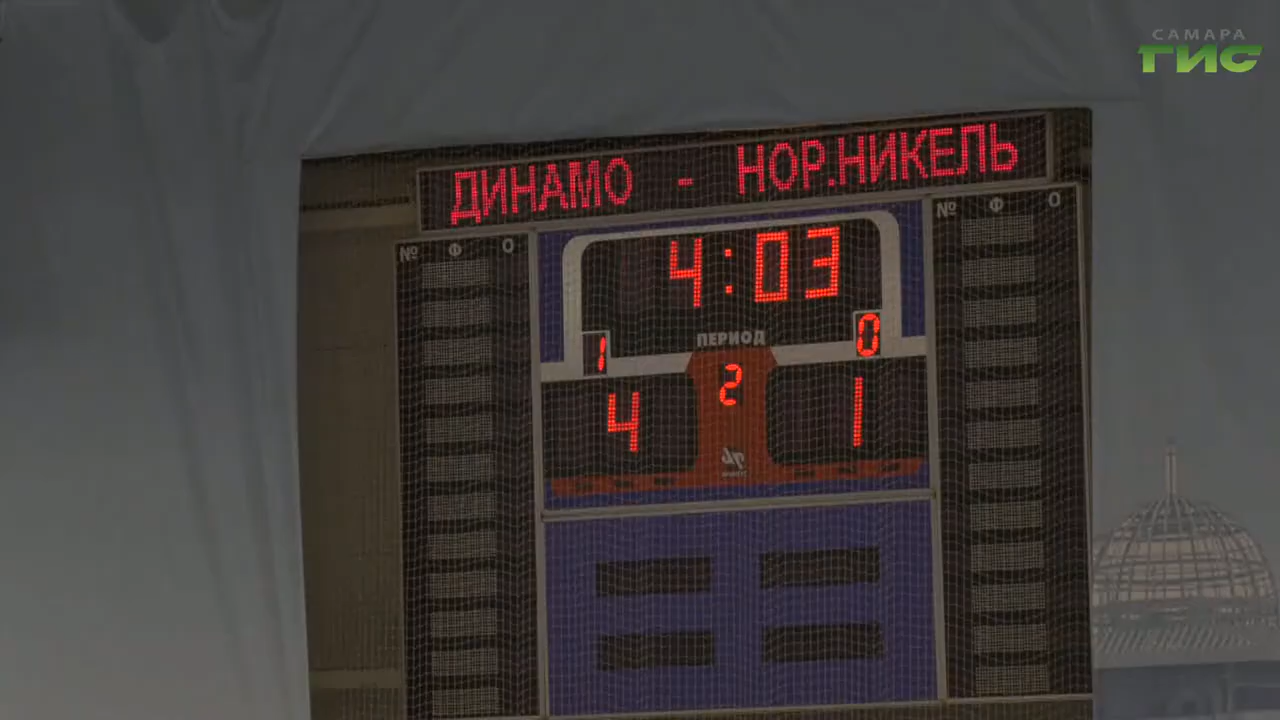 САМАРА
ГИС
ДИНАМО - НОР.НИКЕЛЬ
№ Ф О
№ Ф О
4:03
ПЕРИОД
1 0
2
4 1